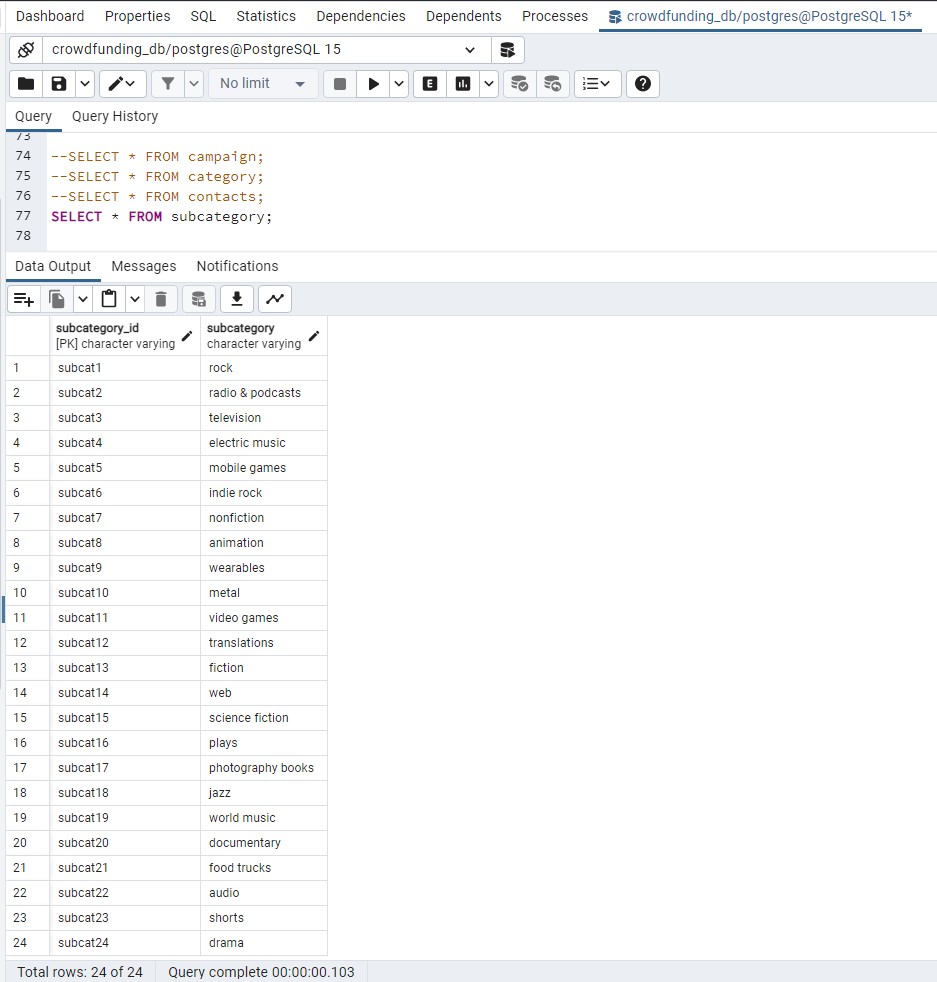 Dashboard Properties SQL Statistics Dependencies Dependents Processes crowdfunding_db/postgres@PostgreSQL 15*
crowdfunding_db/postgres@PostgreSQL 15
No limit E
Query Query History
73
74 --SELECT * FROM campaign;
75 --SELECT * FROM category;
76 --SELECT * FROM contacts;
77 SELECT * FROM subcategory;
78
Data Output Messages Notifications
subcategory_id subcategory
[PK] character varying character varying
1 subcat1 rock
2 subcat2 radio & podcasts
3 subcat3 television
4 subcat4 electric music
5 subcat5 mobile games
6 subcat6 indie rock
7 subcat7 nonfiction
8 subcat8 animation
9 subcat9 wearables
10 subcat10 metal
11 subcat11 video games
12 subcat12 translations
13 subcat13 fiction
14 subcat14 web
15 subcat15 science fiction
16 subcat16 plays
17 subcat17 photography books
18 subcat18 jazz
19 subcat19 world music
20 subcat20 documentary
21 subcat21 food trucks
22 subcat22 audio
23 subcat23 shorts
24 subcat24 drama
Total rows: 24 of 24 Query complete 00:00:00.103